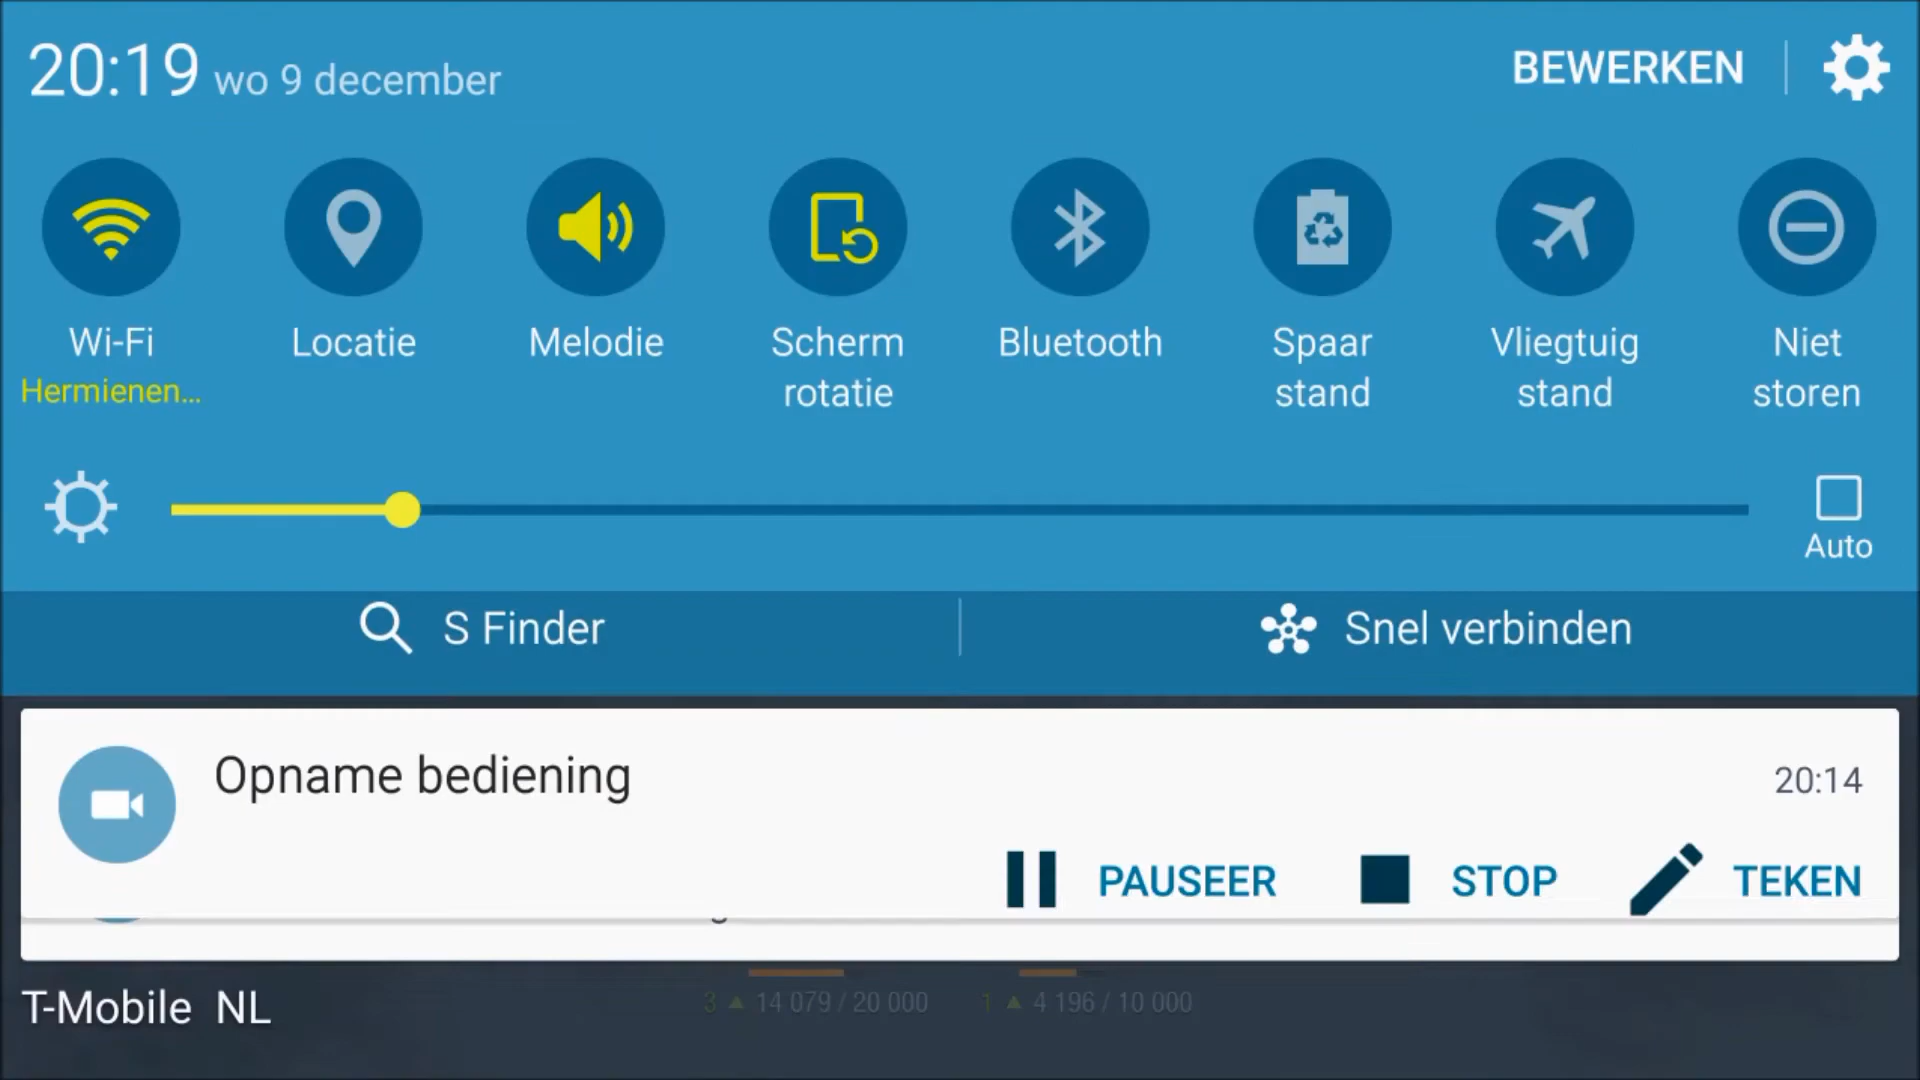 20:19 wo 9 december
BEWERKEN
Wi-Fi
Hermienen...
Locatie
Melodie
Scherm
rotatie
Bluetooth
Spaar
stand
Vliegtuig
stand
Niet
storen
Auto
S Finder
Snel verbinden
Opname bediening
20:14
PAUSEER
STOP
TEKEN
T-Mobile NL
3 ▲ 14 079 / 20 000
1 ▲ 4 196 / 10 000